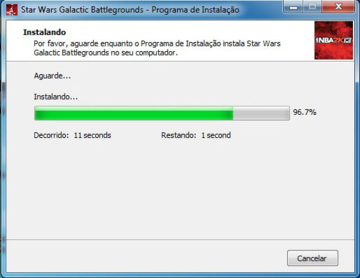 Star Wars Galactic Battlegrounds - Programa de Instalação
Instalando
Por favor, aguarde enquanto o Programa de Instalação instala Star Wars
Galactic Battlegrounds no seu computador.
NBA2K
Aguarde...
Instalando...
96.7%
Decorrido: 11 seconds Restando: 1 second
Cancelar